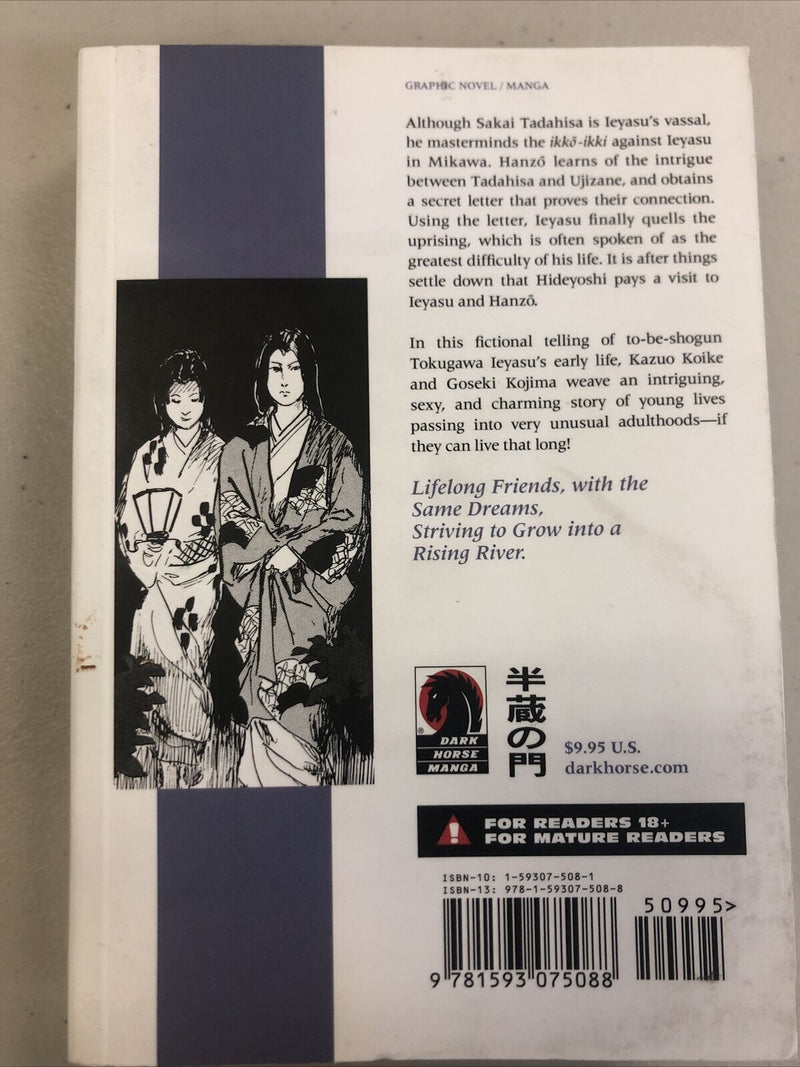 GRAPHIC NOVEL / MANGA
Although Sakai Tadahisa is Ieyasu's vassal,
he masterminds the ikkō-ikki against Ieyasu
in Mikawa. Hanzō learns of the intrigue
between Tadahisa and Ujizane, and obtains
a secret letter that proves their connection.
Using the letter, Ieyasu finally quells the
uprising, which is often spoken of as the
greatest difficulty of his life. It is after things
settle down that Hideyoshi pays a visit to
Ieyasu and Hanzō.
In this fictional telling of to-be-shogun
Tokugawa Ieyasu's early life, Kazuo Koike
and Goseki Kojima weave an intriguing,
sexy, and charming story of young lives
passing into very unusual adulthoods—if
they can live that long!
Lifelong Friends, with the
Same Dreams,
Striving to Grow into a
Rising River.
®
DARK
HORSE
MANGA
半蔵の門
$9.95 U.S.
darkhorse.com
FOR READERS 18+
FOR MATURE READERS
ISBN-10: 1-59307-508-1
ISBN-13: 978-1-59307-508-8
50995>
9 781593 075088